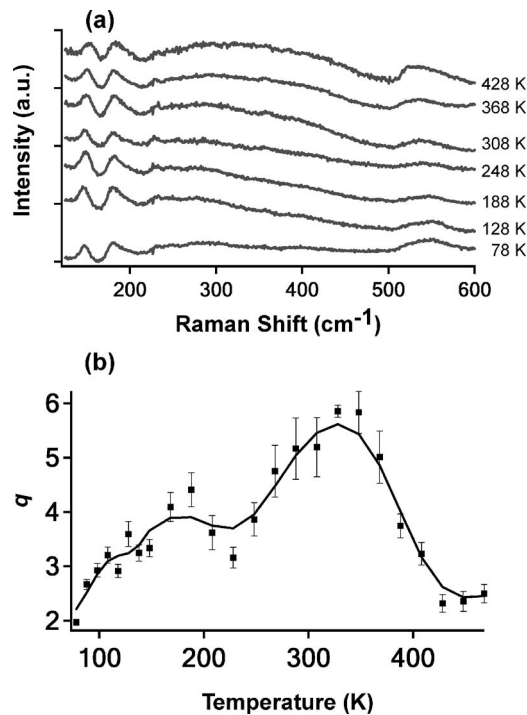 (a)
Intensity (a.u.)
428 K
368 K
308 K
248 K
188 K
128 K
78 K
200 300 400 500 600
Raman Shift (cm⁻¹)
(b)
q
6
5
4
3
2
100 200 300 400
Temperature (K)